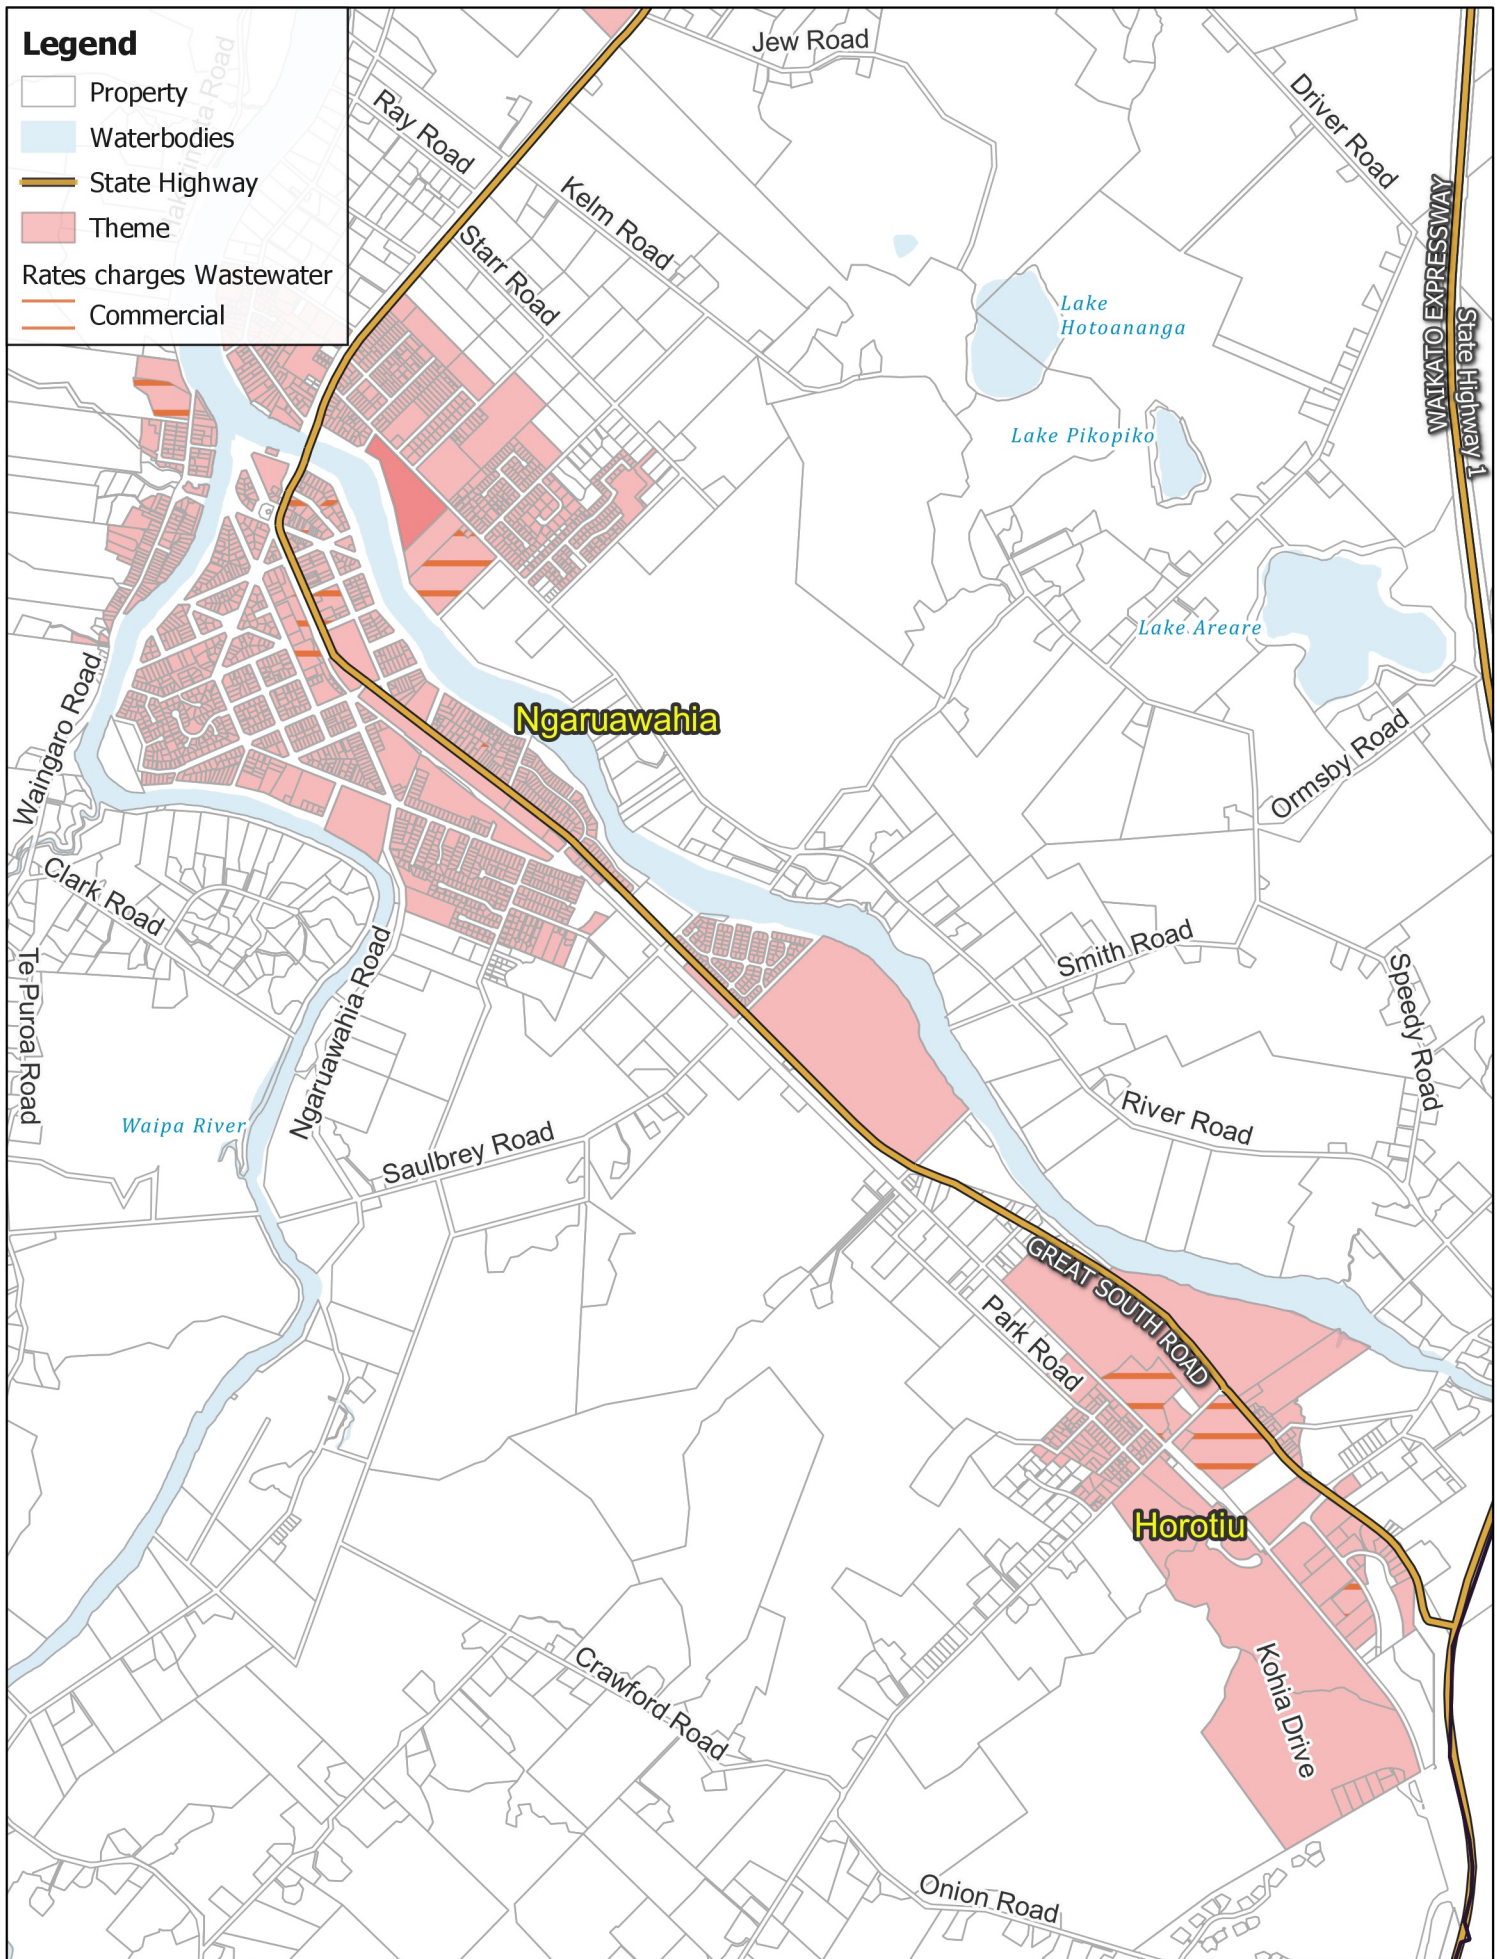 Legend
Property
Waterbodies
State Highway
Theme
Rates charges Wastewater
Commercial
Jew Road
Ray Road
Driver Road
Kelm Road
Starr Road
WAIKATO EXPRESSWAY
State Highway 1
Lake
Hotoananga
Lake Pikopiko
Lake Areare
Waingaro Road
Ngaruawahia
Ormsby Road
Clark Road
Smith Road
Te Puroa Road
Ngaruawahia Road
Speedy Road
Waipa River
River Road
Saulbrey Road
GREAT SOUTH ROAD
Park Road
Horotiu
Kohia Drive
Crawford Road
Onion Road